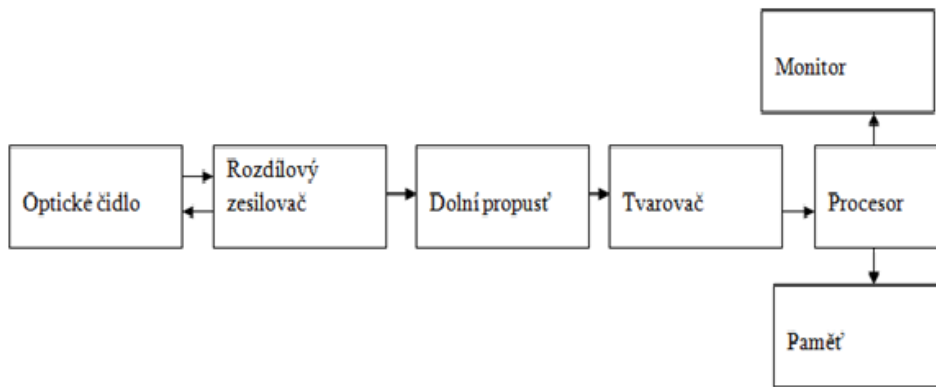 Monitor
Optické čidlo
Rozdílový
zesilovač
Dolní propusť
Tvarovač
Procesor
Paměť